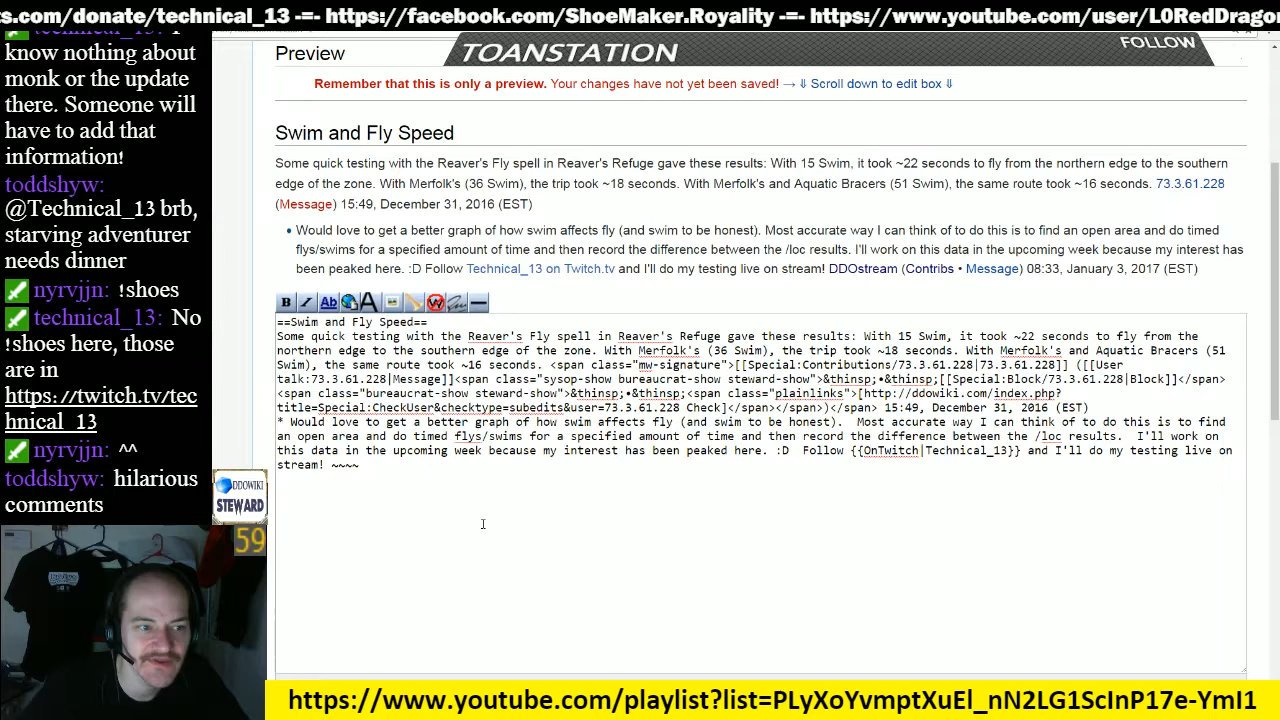 s.com/donate/technical_13 -=- https://facebook.com/ShoeMaker.Royality -=- https://www.youtube.com/user/L0RedDrago
technical_13: I
know nothing about
monk or the update
there. Someone will
have to add that
information!
toddshyw:
@Technical_13 brb,
starving adventurer
needs dinner
nyrvjjn: !shoes
technical_13: No
!shoes here, those
are in
https://twitch.tv/tec
hnical_13
nyrvjjn: ^^
toddshyw: hilarious
comments
DDOWIKI
STEWARD
59
TOANSTATION
FOLLOW
Preview
Remember that this is only a preview. Your changes have not yet been saved! → ⇓ Scroll down to edit box ⇓
Swim and Fly Speed
Some quick testing with the Reaver's Fly spell in Reaver's Refuge gave these results: With 15 Swim, it took ~22 seconds to fly from the northern edge to the southern
edge of the zone. With Merfolk's (36 Swim), the trip took ~18 seconds. With Merfolk's and Aquatic Bracers (51 Swim), the same route took ~16 seconds. 73.3.61.228
(Message) 15:49, December 31, 2016 (EST)
• Would love to get a better graph of how swim affects fly (and swim to be honest). Most accurate way I can think of to do this is to find an open area and do timed
flys/swims for a specified amount of time and then record the difference between the /loc results. I'll work on this data in the upcoming week because my interest has
been peaked here. :D Follow Technical_13 on Twitch.tv and I'll do my testing live on stream! DDOstream (Contribs • Message) 08:33, January 3, 2017 (EST)
B I Ab A W
==Swim and Fly Speed==
Some quick testing with the Reaver's Fly spell in Reaver's Refuge gave these results: With 15 Swim, it took ~22 seconds to fly from the
northern edge to the southern edge of the zone. With Merfolk's (36 Swim), the trip took ~18 seconds. With Merfolk's and Aquatic Bracers (51
Swim), the same route took ~16 seconds. <span class="mw-signature">[[Special:Contributions/73.3.61.228|73.3.61.228]] ([[User
talk:73.3.61.228|Message]]<span class="sysop-show bureaucrat-show steward-show">&thinsp;•&thinsp;[[Special:Block/73.3.61.228|Block]]</span>
<span class="bureaucrat-show steward-show">&thinsp;•&thinsp;<span class="plainlinks">[http://ddowiki.com/index.php?
title=Special:CheckUser&checktype=subedits&user=73.3.61.228 Check]</span></span>)</span> 15:49, December 31, 2016 (EST)
* Would love to get a better graph of how swim affects fly (and swim to be honest).  Most accurate way I can think of to do this is to find
an open area and do timed flys/swims for a specified amount of time and then record the difference between the /loc results.  I'll work on
this data in the upcoming week because my interest has been peaked here. :D  Follow {{OnTwitch|Technical_13}} and I'll do my testing live on
stream! ~~~~
https://www.youtube.com/playlist?list=PLyXoYvmptXuEl_nN2LG1ScInP17e-YmI1